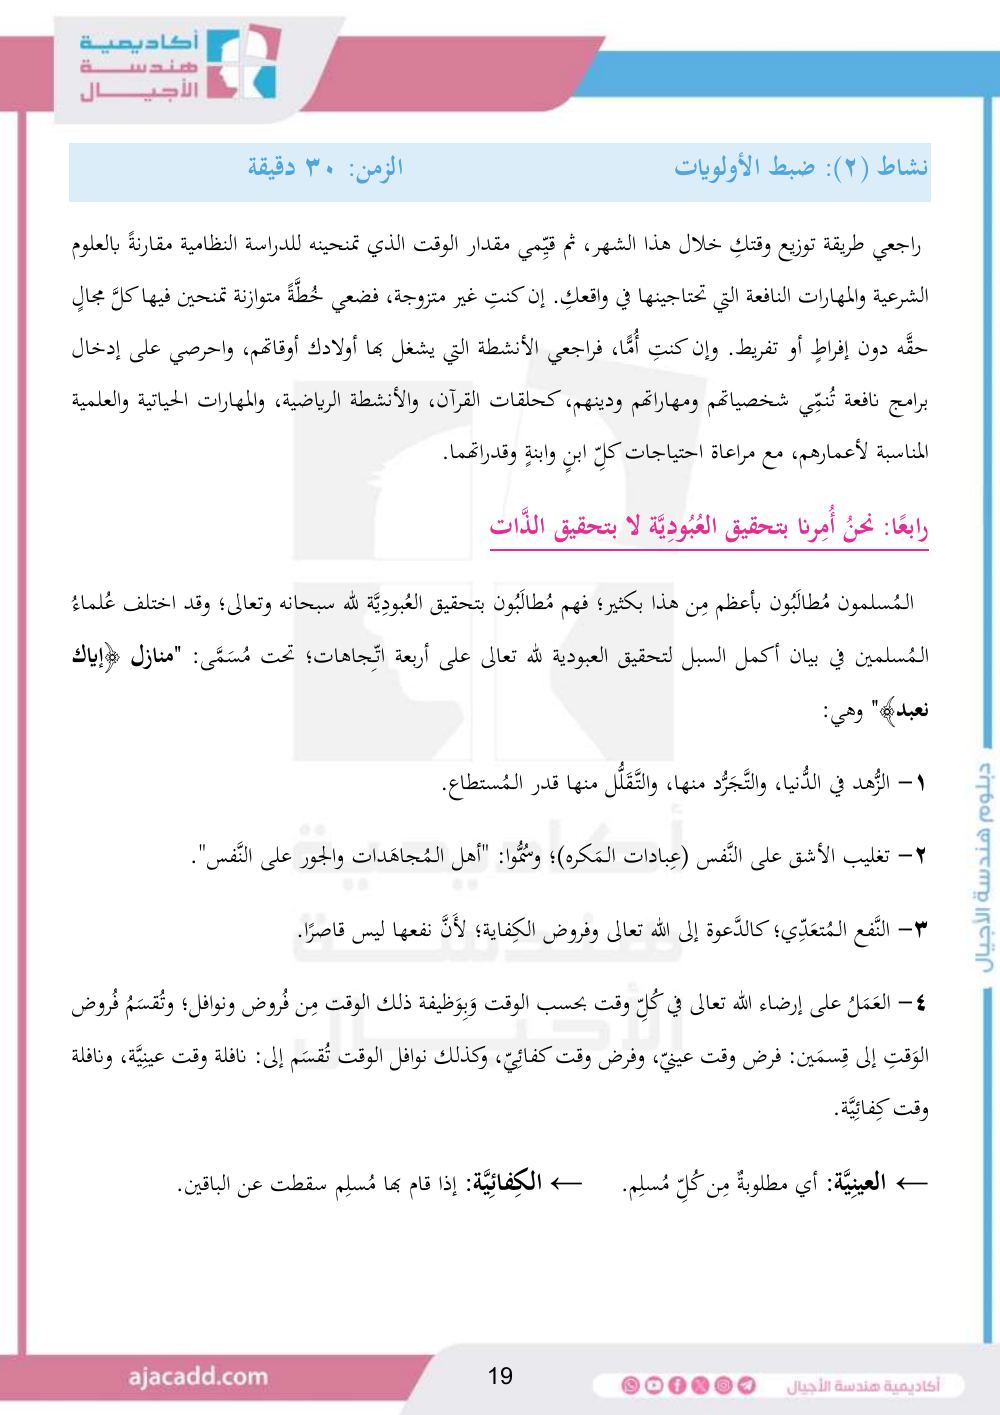 أكاديمية
هندسة
الأجيال
نشاط (٢): ضبط الأولويات الزمن: ٣٠ دقيقة
راجعي طريقة توزيع وقتكِ خلال هذا الشهر، ثم قيِّمي مقدار الوقت الذي تمنحينه للدراسة النظامية مقارنةً بالعلوم
الشرعية والمهارات النافعة التي تحتاجينها في واقعكِ. إن كنتِ غير متزوجة، فضعي خُطَّةً متوازنة تمنحين فيها كلَّ مجالٍ
حقَّه دون إفراطٍ أو تفريط. وإن كنتِ أُمًّا، فراجعي الأنشطة التي يشغل بها أولادك أوقاتهم، واحرصي على إدخال
برامج نافعة تُنمِّي شخصياتهم ومهاراتهم ودينهم، كحلقات القرآن، والأنشطة الرياضية، والمهارات الحياتية والعلمية
المناسبة لأعمارهم، مع مراعاة احتياجات كلِّ ابنٍ وابنةٍ وقدراتهما.
رابعًا: نحنُ أُمِرنا بتحقيق العُبُودِيَّة لا بتحقيق الذَّات
المُسلمون مُطالَبُون بأعظم مِن هذا بكثير؛ فهم مُطالَبُون بتحقيق العُبودِيَّة لله سبحانه وتعالى؛ وقد اختلف عُلماءُ
المُسلمين في بيان أكمل السبل لتحقيق العبودية لله تعالى على أربعة اتِّجاهات؛ تحت مُسَمَّى: "منازل ﴿إياك
نعبد﴾" وهي:
١- الزُّهد في الدُّنيا، والتَّجَرُّد منها، والتَّقَلُّل منها قدر المُستطاع.
٢- تغليب الأشق على النَّفس (عِبادات المَكره)؛ وسُمُّوا: "أهل المُجاهَدات والجور على النَّفس".
٣- النَّفع المُتعَدِّي؛ كالدَّعوة إلى الله تعالى وفروض الكِفاية؛ لأَنَّ نفعها ليس قاصرًا.
٤- العَمَلُ على إرضاء الله تعالى في كُلِّ وقت بحسب الوقت وَبِوَظيفة ذلك الوقت مِن فُروض ونوافل؛ وتُقسَمُ فُروض
الوَقتِ إلى قِسمَين: فرض وقت عينيّ، وفرض وقت كفائِيّ، وكذلك نوافل الوقت تُقسَم إلى: نافلة وقت عينِيَّة، ونافلة
وقت كِفائِيَّة.
← العينِيَّة: أي مطلوبةٌ مِن كُلِّ مُسلِم. ← الكِفائِيَّة: إذا قام بها مُسلِم سقطت عن الباقين.
دبلوم هندسة الأجيال
أكاديمية
هندسة
الأجيال
ajacadd.com
19
أكاديمية هندسة الأجيال